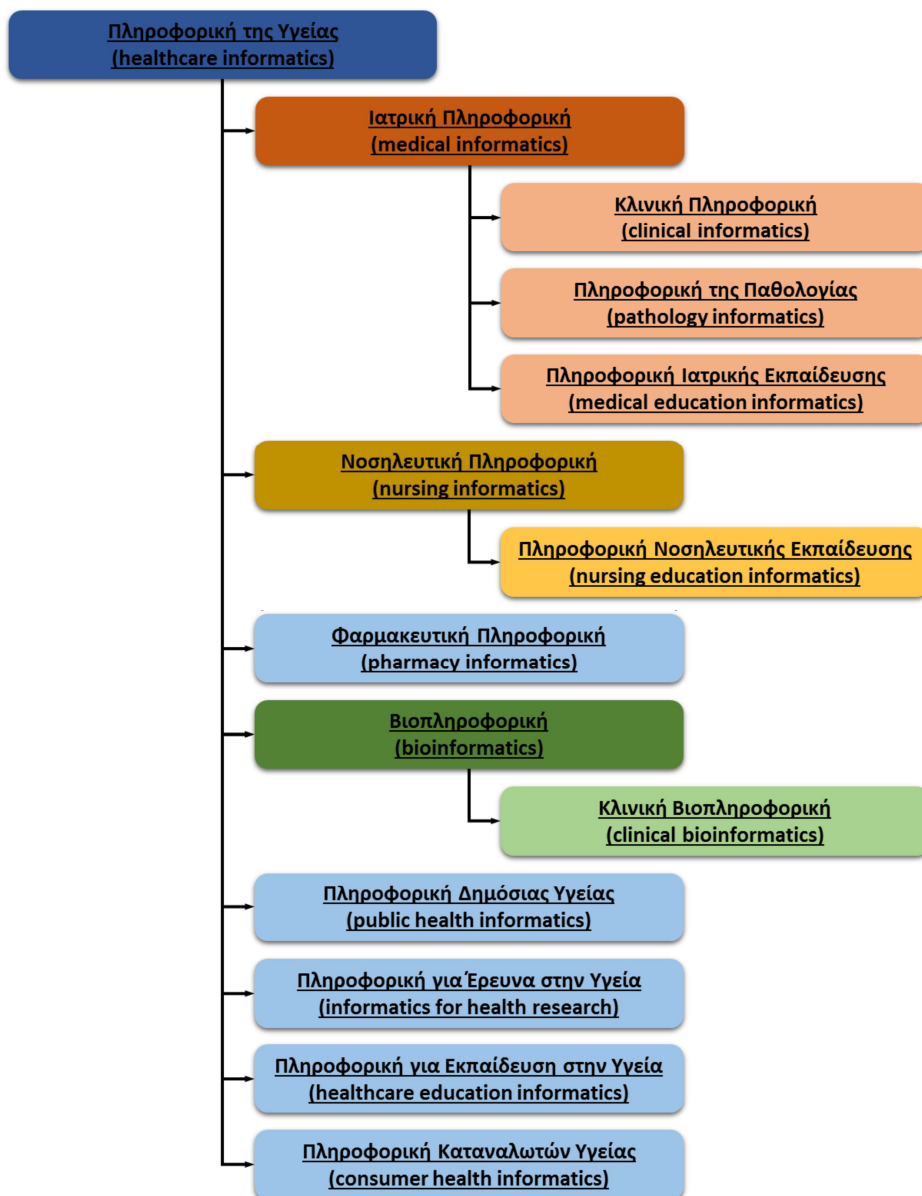 Πληροφορική της Υγείας
(healthcare informatics)
Ιατρική Πληροφορική
(medical informatics)
Κλινική Πληροφορική
(clinical informatics)
Πληροφορική της Παθολογίας
(pathology informatics)
Πληροφορική Ιατρικής Εκπαίδευσης
(medical education informatics)
Νοσηλευτική Πληροφορική
(nursing informatics)
Πληροφορική Νοσηλευτικής Εκπαίδευσης
(nursing education informatics)
Φαρμακευτική Πληροφορική
(pharmacy informatics)
Βιοπληροφορική
(bioinformatics)
Κλινική Βιοπληροφορική
(clinical bioinformatics)
Πληροφορική Δημόσιας Υγείας
(public health informatics)
Πληροφορική για Έρευνα στην Υγεία
(informatics for health research)
Πληροφορική για Εκπαίδευση στην Υγεία
(healthcare education informatics)
Πληροφορική Καταναλωτών Υγείας
(consumer health informatics)